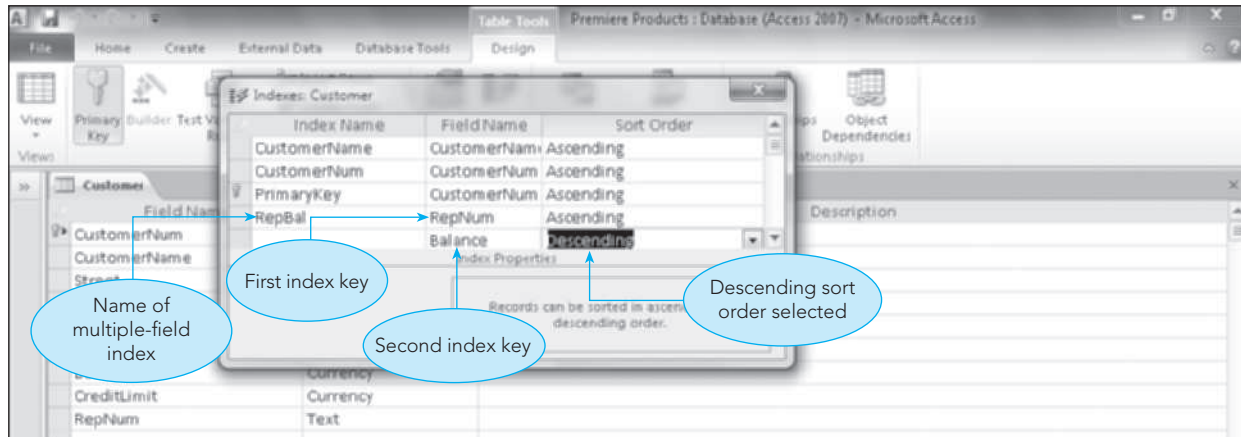 A
Table Tools
Premiere Products : Database (Access 2007) - Microsoft Access
File
Home
Create
External Data
Database Tools
Design
View
Primary Key
Builder
Test
Object Dependencies
Views
Indexes: Customer
Index Name
Field Name
Sort Order
CustomerName
Ascending
CustomerNum
CustomerNum
Ascending
PrimaryKey
CustomerNum
Ascending
RepBal
RepNum
Ascending
Balance
Descending
Index Properties
Records can be sorted in
descending order.
Customer
Description
CustomerNum
CustomerName
Street
Currency
CreditLimit
Currency
RepNum
Text
Name of
multiple-field
index
First index key
Second index key
Descending sort
order selected